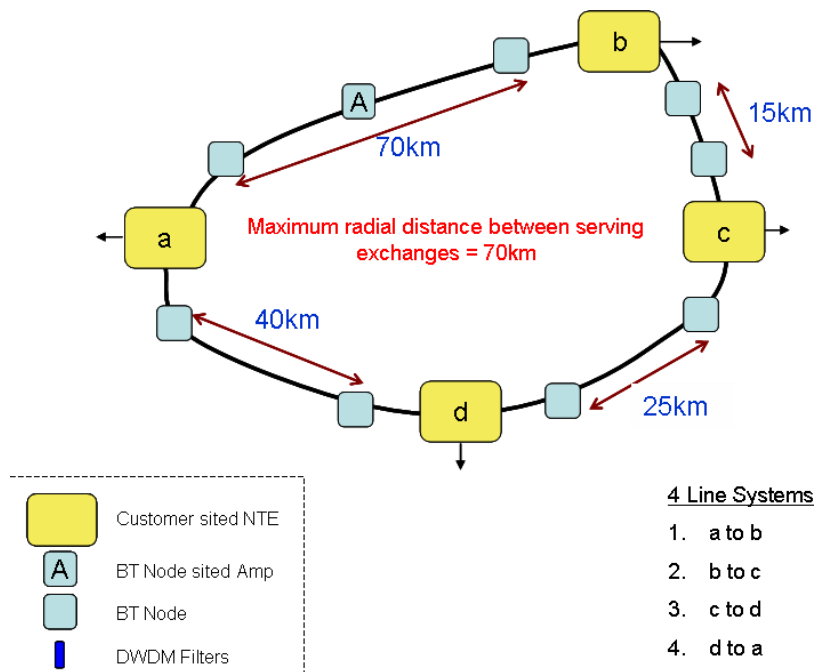 b
A
15km
70km
a
Maximum radial distance between serving
exchanges = 70km
c
40km
d
25km
Customer sited NTE
A
BT Node sited Amp
BT Node
DWDM Filters
4 Line Systems
1. a to b
2. b to c
3. c to d
4. d to a